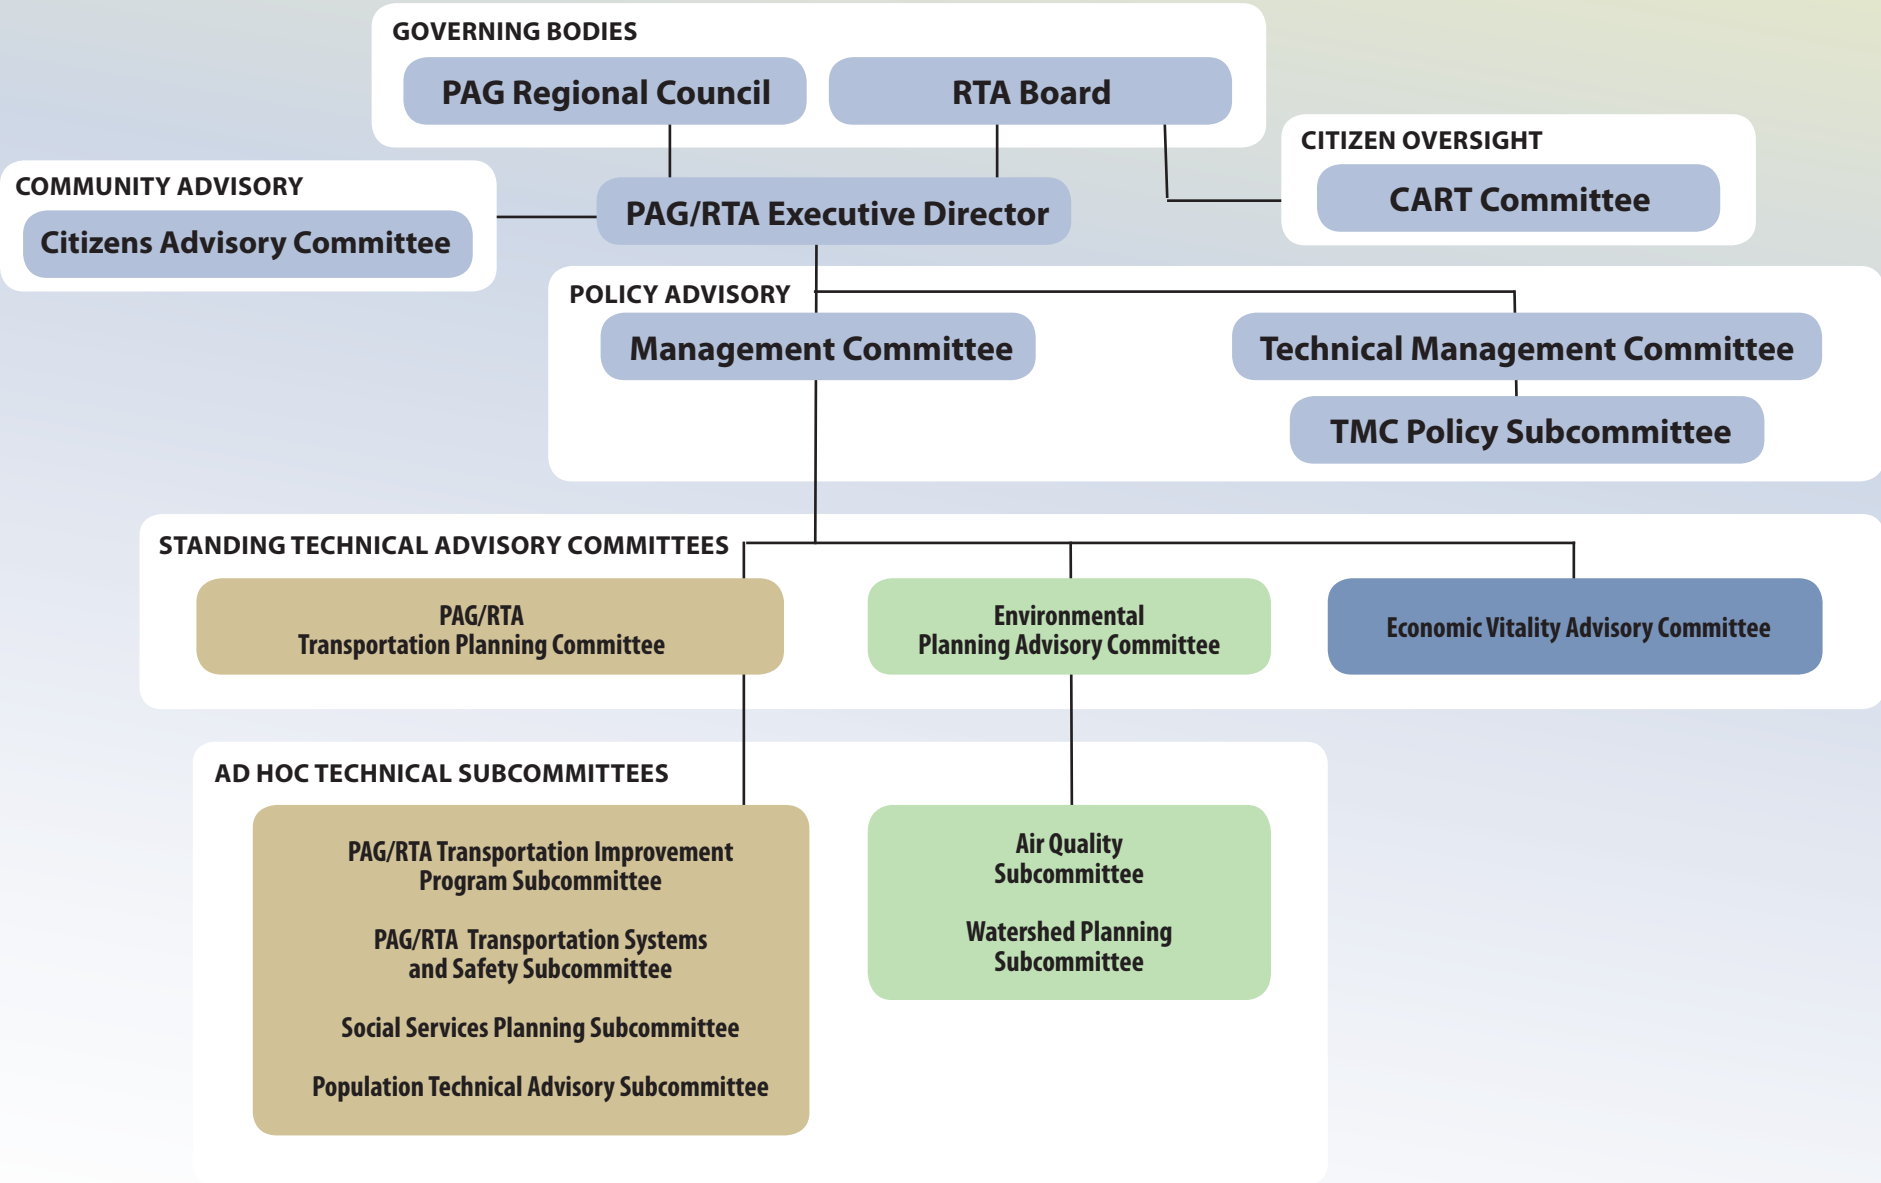 GOVERNING BODIES
PAG Regional Council
RTA Board
CITIZEN OVERSIGHT
CART Committee
COMMUNITY ADVISORY
Citizens Advisory Committee
PAG/RTA Executive Director
POLICY ADVISORY
Management Committee
Technical Management Committee
TMC Policy Subcommittee
STANDING TECHNICAL ADVISORY COMMITTEES
PAG/RTA
Transportation Planning Committee
Environmental
Planning Advisory Committee
Economic Vitality Advisory Committee
AD HOC TECHNICAL SUBCOMMITTEES
PAG/RTA Transportation Improvement
Program Subcommittee
PAG/RTA Transportation Systems
and Safety Subcommittee
Social Services Planning Subcommittee
Population Technical Advisory Subcommittee
Air Quality
Subcommittee
Watershed Planning
Subcommittee